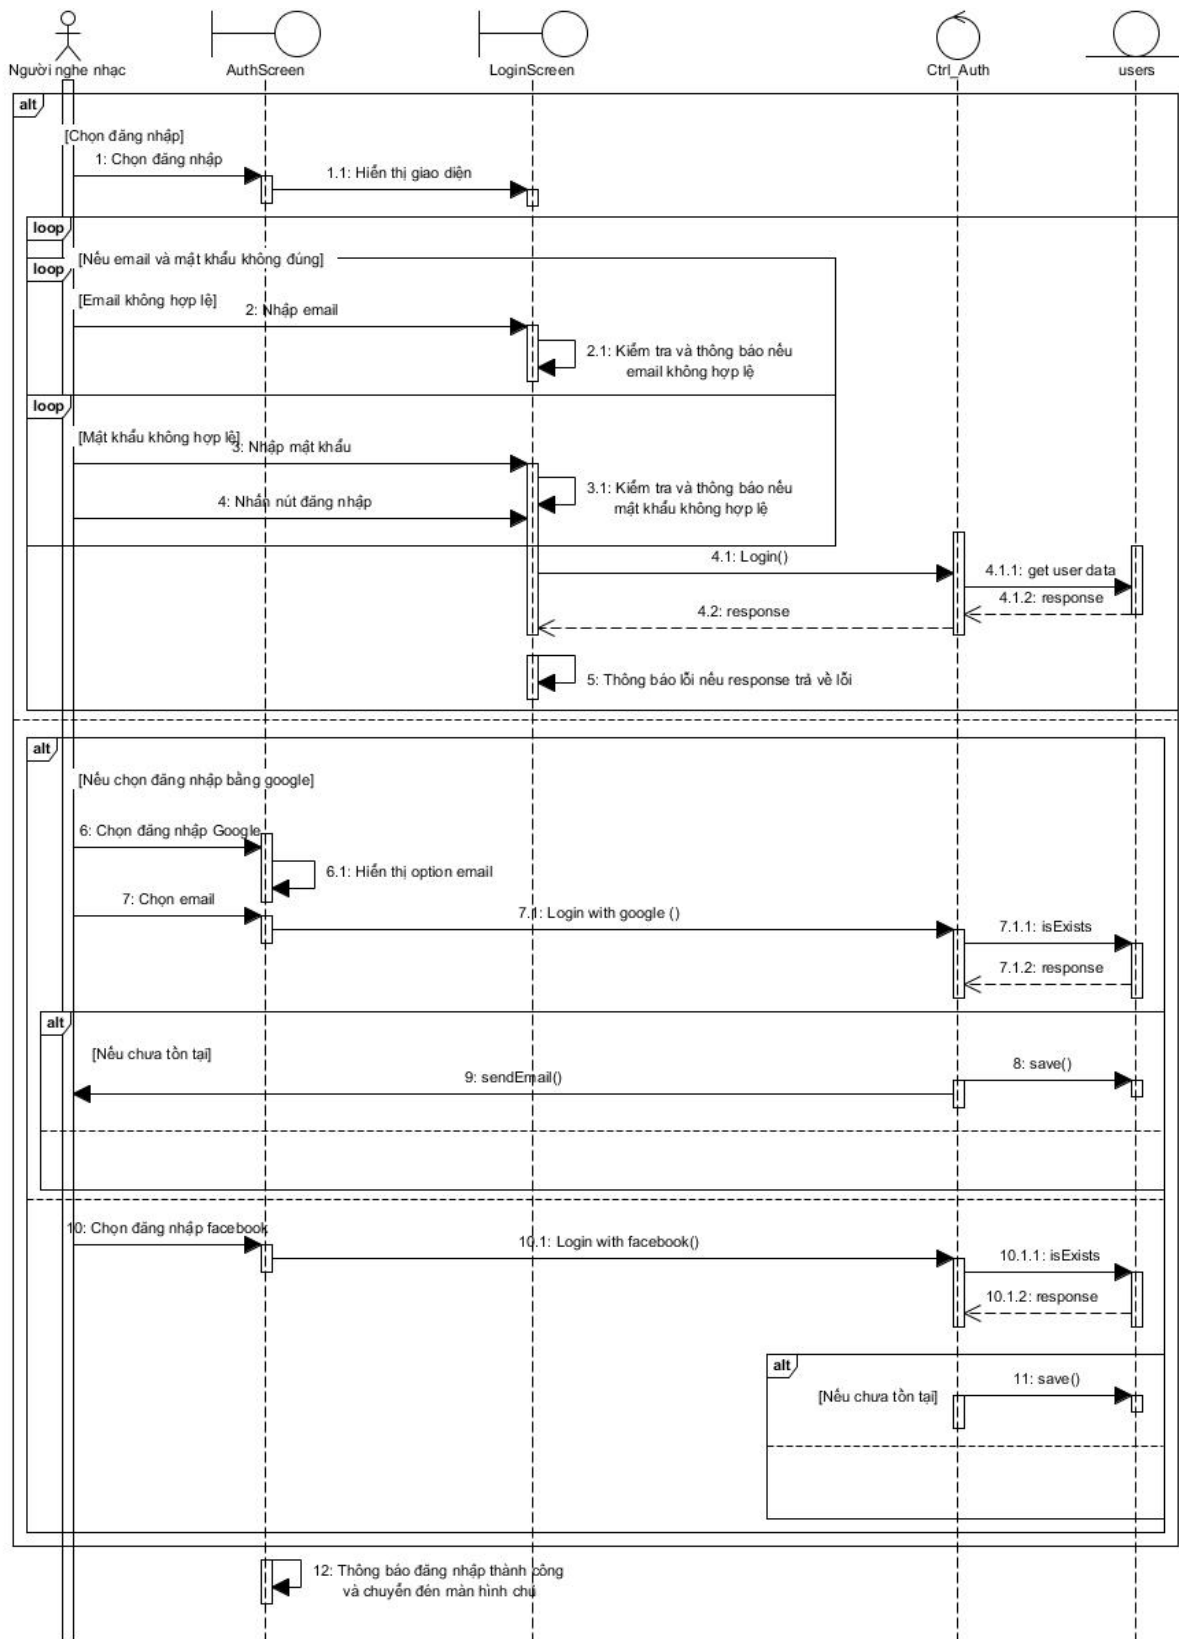 Người nghe nhạc
AuthScreen
LoginScreen
Ctrl_Auth
users
alt
[Chọn đăng nhập]
1: Chọn đăng nhập
1.1: Hiển thị giao diện
loop
[Nếu email và mật khẩu không đúng]
loop
[Email không hợp lệ]
2: Nhập email
2.1: Kiểm tra và thông báo nếu
email không hợp lệ
loop
[Mật khẩu không hợp lệ]
3: Nhập mật khẩu
3.1: Kiểm tra và thông báo nếu
mật khẩu không hợp lệ
4: Nhấn nút đăng nhập
4.1: Login()
4.1.1: get user data
4.1.2: response
4.2: response
5: Thông báo lỗi nếu response trả về lỗi
alt
[Nếu chọn đăng nhập bằng google]
6: Chọn đăng nhập Google
6.1: Hiển thị option email
7: Chọn email
7.1: Login with google ()
7.1.1: isExists
7.1.2: response
alt
[Nếu chưa tồn tại]
8: save()
9: sendEmail()
10: Chọn đăng nhập facebook
10.1: Login with facebook()
10.1.1: isExists
10.1.2: response
alt
11: save()
[Nếu chưa tồn tại]
12: Thông báo đăng nhập thành công
và chuyển đén màn hình chủ